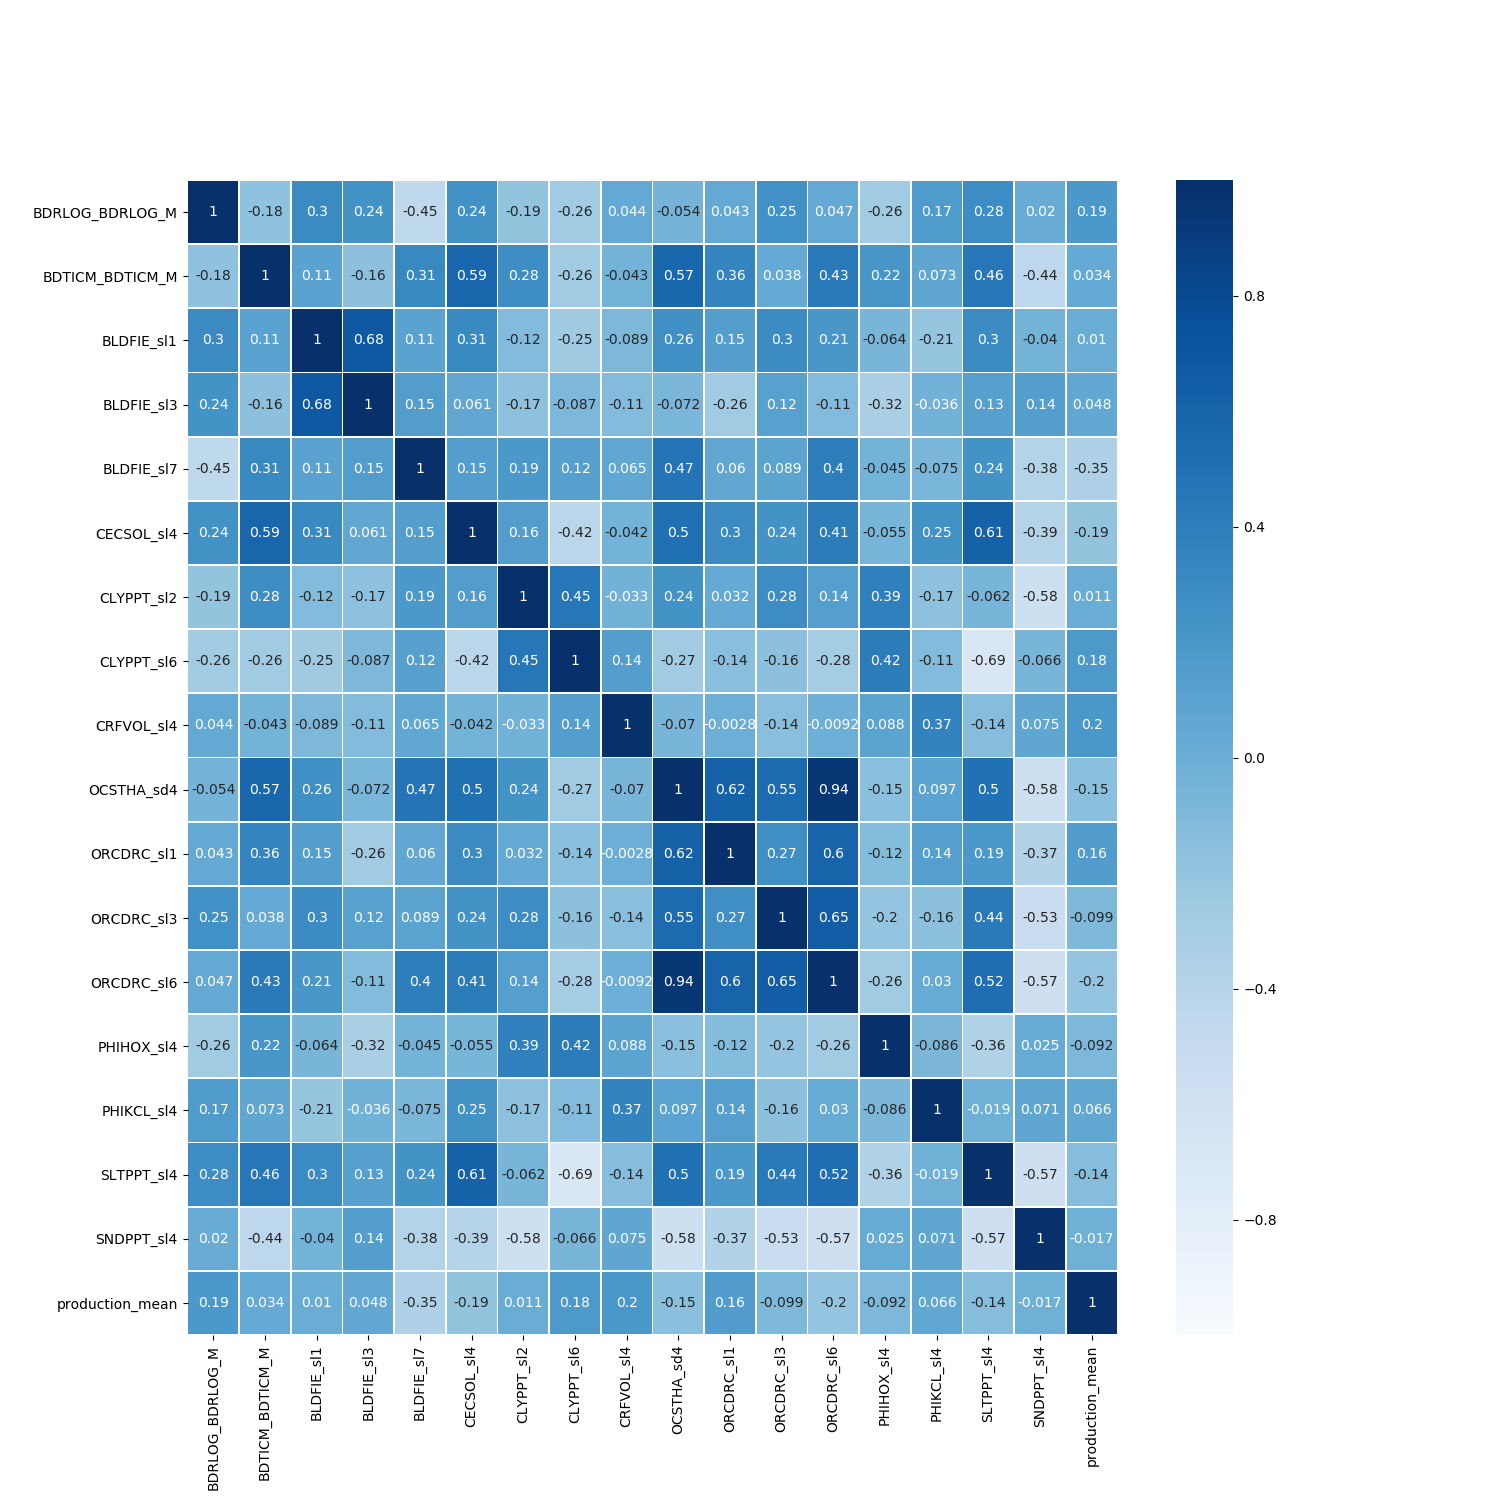 BDRLOG_BDRLOG_M 1 -0.18 0.3 0.24 -0.45 0.24 -0.19 -0.26 0.044 -0.054 0.043 0.25 0.047 -0.26 0.17 0.28 0.02 0.19
BDTICM_BDTICM_M -0.18 1 0.11 -0.16 0.31 0.59 0.28 -0.26 -0.043 0.57 0.36 0.038 0.43 0.22 0.073 0.46 -0.44 0.034
0.8
BLDFIE_sl1 0.3 0.11 1 0.68 0.11 0.31 -0.12 -0.25 -0.089 0.26 0.15 0.3 0.21 -0.064 -0.21 0.3 -0.04 0.01
BLDFIE_sl3 0.24 -0.16 0.68 1 0.15 0.061 -0.17 -0.087 -0.11 -0.072 -0.26 0.12 -0.11 -0.32 -0.036 0.13 0.14 0.048
BLDFIE_sl7 -0.45 0.31 0.11 0.15 1 0.15 0.19 0.12 0.065 0.47 0.06 0.089 0.4 -0.045 -0.075 0.24 -0.38 -0.35
0.4
CECSOL_sl4 0.24 0.59 0.31 0.061 0.15 1 0.16 -0.42 -0.042 0.5 0.3 0.24 0.41 -0.055 0.25 0.61 -0.39 -0.19
CLYPPT_sl2 -0.19 0.28 -0.12 -0.17 0.19 0.16 1 0.45 -0.033 0.24 0.032 0.28 0.14 0.39 -0.17 -0.062 -0.58 0.011
CLYPPT_sl6 -0.26 -0.26 -0.25 -0.087 0.12 -0.42 0.45 1 0.14 -0.27 -0.14 -0.16 -0.28 0.42 -0.11 -0.69 -0.066 0.18
CRFVOL_sl4 0.044 -0.043 -0.089 -0.11 0.065 -0.042 -0.033 0.14 1 -0.07 -0.0028 -0.14 -0.0092 0.088 0.37 -0.14 0.075 0.2
0.0
OCSTHA_sd4 -0.054 0.57 0.26 -0.072 0.47 0.5 0.24 -0.27 -0.07 1 0.62 0.55 0.94 -0.15 0.097 0.5 -0.58 -0.15
ORCDRC_sl1 0.043 0.36 0.15 -0.26 0.06 0.3 0.032 -0.14 -0.0028 0.62 1 0.27 0.6 -0.12 0.14 0.19 -0.37 0.16
ORCDRC_sl3 0.25 0.038 0.3 0.12 0.089 0.24 0.28 -0.16 -0.14 0.55 0.27 1 0.65 -0.2 -0.16 0.44 -0.53 -0.099
ORCDRC_sl6 0.047 0.43 0.21 -0.11 0.4 0.41 0.14 -0.28 -0.0092 0.94 0.6 0.65 1 -0.26 0.03 0.52 -0.57 -0.2
−0.4
PHIHOX_sl4 -0.26 0.22 -0.064 -0.32 -0.045 -0.055 0.39 0.42 0.088 -0.15 -0.12 -0.2 -0.26 1 -0.086 -0.36 0.025 -0.092
PHIKCL_sl4 0.17 0.073 -0.21 -0.036 -0.075 0.25 -0.17 -0.11 0.37 0.097 0.14 -0.16 0.03 -0.086 1 -0.019 0.071 0.066
SLTPPT_sl4 0.28 0.46 0.3 0.13 0.24 0.61 -0.062 -0.69 -0.14 0.5 0.19 0.44 0.52 -0.36 -0.019 1 -0.57 -0.14
−0.8
SNDPPT_sl4 0.02 -0.44 -0.04 0.14 -0.38 -0.39 -0.58 -0.066 0.075 -0.58 -0.37 -0.53 -0.57 0.025 0.071 -0.57 1 -0.017
production_mean 0.19 0.034 0.01 0.048 -0.35 -0.19 0.011 0.18 0.2 -0.15 0.16 -0.099 -0.2 -0.092 0.066 -0.14 -0.017 1
BDRLOG_BDRLOG_M
BDTICM_BDTICM_M
BLDFIE_sl1
BLDFIE_sl3
BLDFIE_sl7
CECSOL_sl4
CLYPPT_sl2
CLYPPT_sl6
CRFVOL_sl4
OCSTHA_sd4
ORCDRC_sl1
ORCDRC_sl3
ORCDRC_sl6
PHIHOX_sl4
PHIKCL_sl4
SLTPPT_sl4
SNDPPT_sl4
production_mean